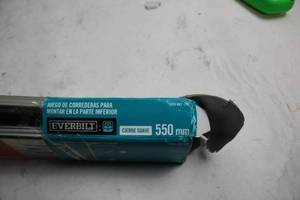 JUEGO DE CORREDERAS PARA
MONTAR EN LA PARTE INFERIOR
EVERBILT
CIERRE SUAVE
550 mm